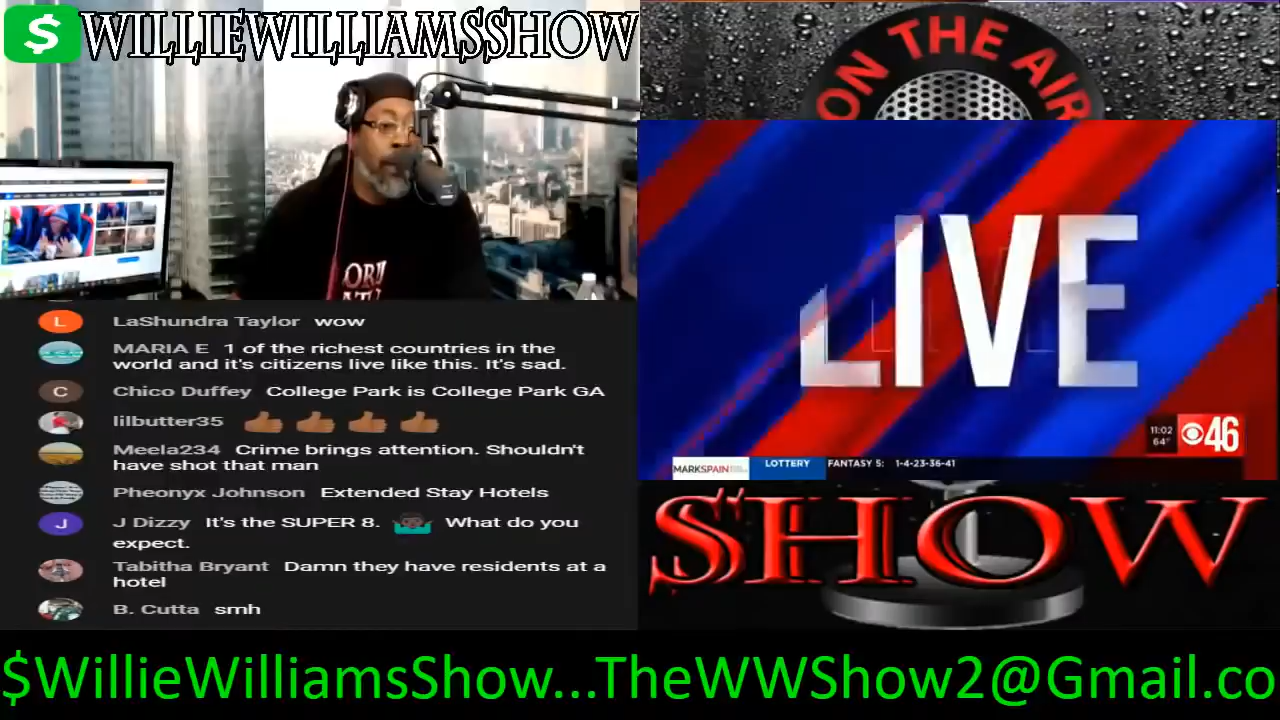 $ WILLIEWILLIAMSSHOW
ON THE AIR
LIVE
11:02
64°
46
MARKSPAIN
LOTTERY
FANTASY 5: 1-4-23-36-41
L LaShundra Taylor wow
MARIA E 1 of the richest countries in the
world and it's citizens live like this. It's sad.
C Chico Duffey College Park is College Park GA
lilbutter35
Meela234 Crime brings attention. Shouldn't
have shot that man
Pheonyx Johnson Extended Stay Hotels
J J Dizzy It's the SUPER 8. What do you
expect.
Tabitha Bryant Damn they have residents at a
hotel
B. Cutta smh
$HOW
$WillieWilliamsShow...TheWWShow2@Gmail.co